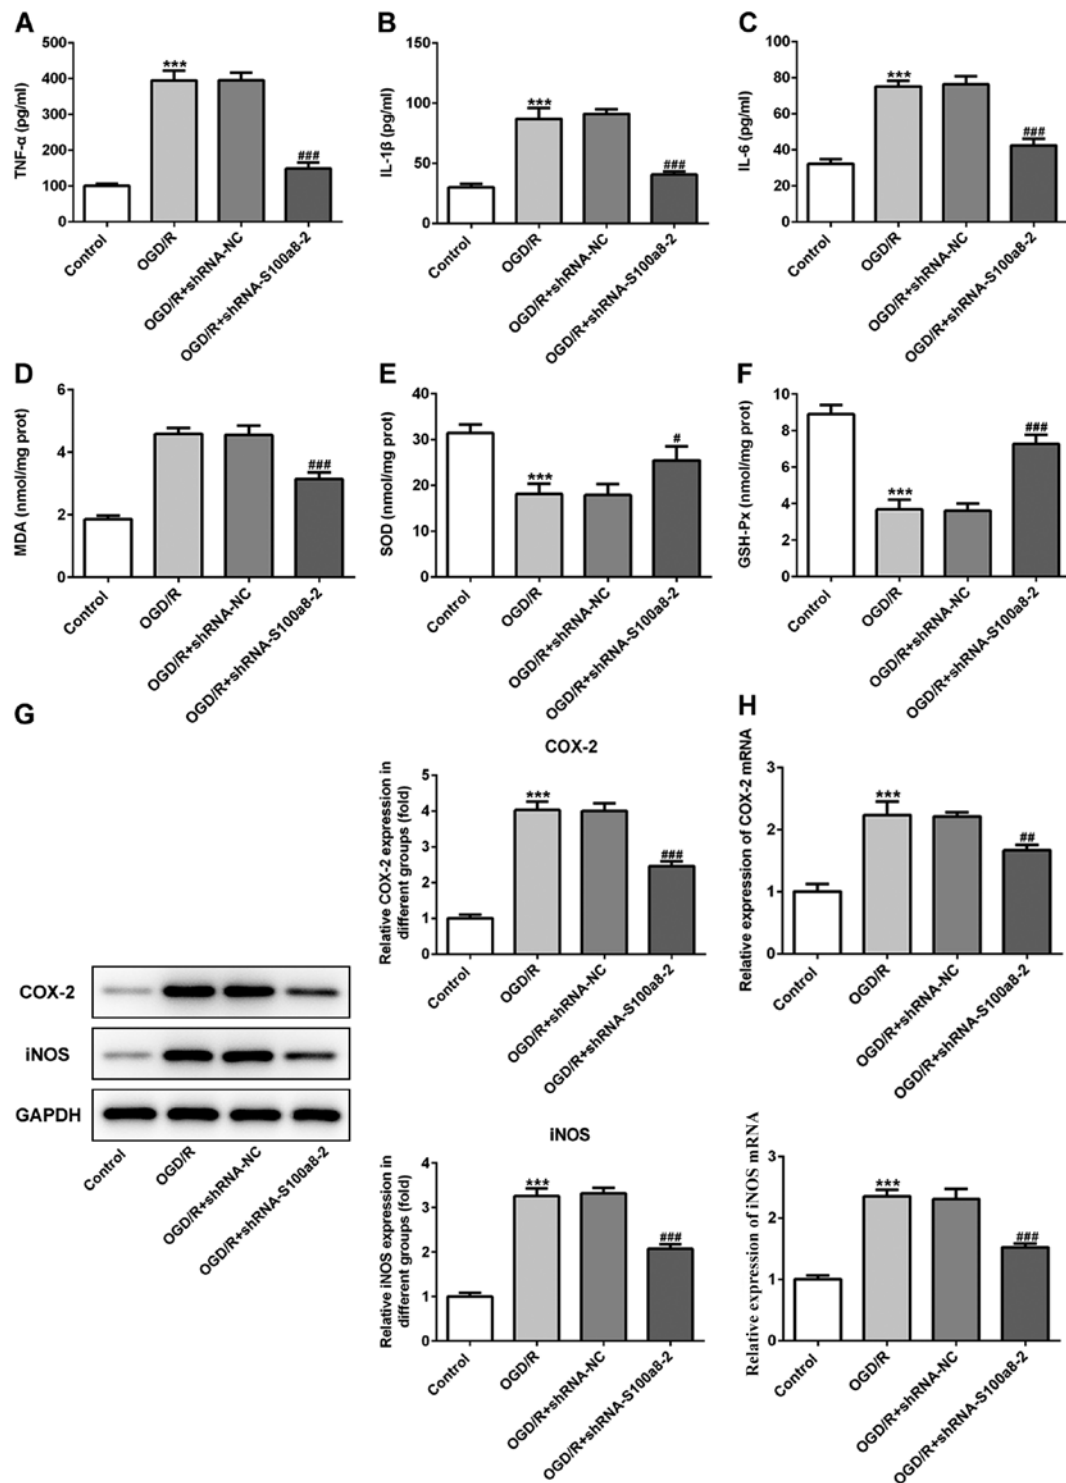 A
TNF-α (pg/ml)
500
400
300
200
100
0
***
###
Control
OGD/R
OGD/R+shRNA-NC
OGD/R+shRNA-S100a8-2
B
IL-1β (pg/ml)
150
100
50
0
***
###
Control
OGD/R
OGD/R+shRNA-NC
OGD/R+shRNA-S100a8-2
C
IL-6 (pg/ml)
100
80
60
40
20
0
***
###
Control
OGD/R
OGD/R+shRNA-NC
OGD/R+shRNA-S100a8-2
D
MDA (nmol/mg prot)
6
4
2
0
###
Control
OGD/R
OGD/R+shRNA-NC
OGD/R+shRNA-S100a8-2
E
SOD (nmol/mg prot)
40
30
20
10
0
***
#
Control
OGD/R
OGD/R+shRNA-NC
OGD/R+shRNA-S100a8-2
F
GSH-Px (nmol/mg prot)
10
8
6
4
2
0
***
###
Control
OGD/R
OGD/R+shRNA-NC
OGD/R+shRNA-S100a8-2
G
COX-2
iNOS
GAPDH
Control
OGD/R
OGD/R+shRNA-NC
OGD/R+shRNA-S100a8-2
COX-2
Relative COX-2 expression in
different groups (fold)
5
4
3
2
1
0
***
###
Control
OGD/R
OGD/R+shRNA-NC
OGD/R+shRNA-S100a8-2
iNOS
Relative iNOS expression in
different groups (fold)
4
3
2
1
0
***
###
Control
OGD/R
OGD/R+shRNA-NC
OGD/R+shRNA-S100a8-2
H
Relative expression of COX-2 mRNA
3
2
1
0
***
##
Control
OGD/R
OGD/R+shRNA-NC
OGD/R+shRNA-S100a8-2
Relative expression of iNOS mRNA
3
2
1
0
***
###
Control
OGD/R
OGD/R+shRNA-NC
OGD/R+shRNA-S100a8-2